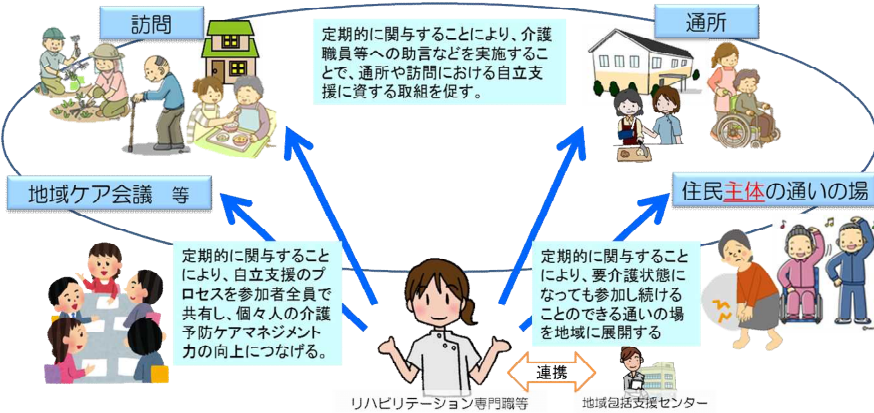 訪問
定期的に関与することにより、介護
職員等への助言などを実施するこ
とで、通所や訪問における自立支
援に資する取組を促す。
通所
地域ケア会議 等
住民主体の通いの場
定期的に関与すること
により、自立支援のプ
ロセスを参加者全員で
共有し、個々人の介護
予防ケアマネジメント
力の向上につなげる。
定期的に関与すること
により、要介護状態に
なっても参加し続ける
ことのできる通いの場
を地域に展開する
連携
リハビリテーション専門職等
地域包括支援センター